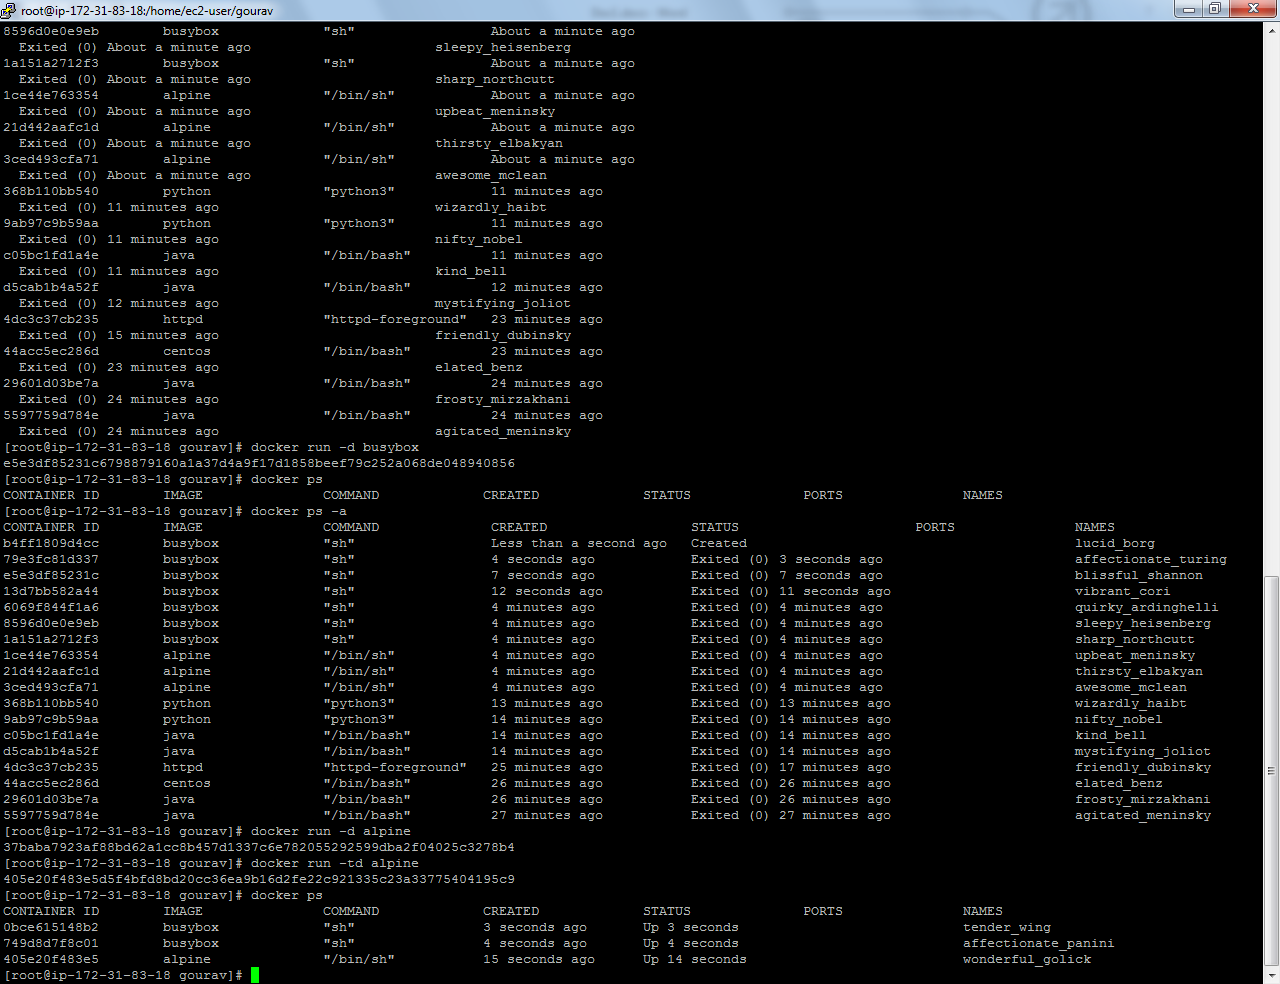 root@ip-172-31-83-18:/home/ec2-user/gourav
8596d0e0e9eb        busybox             "sh"                 About a minute ago
  Exited (0) About a minute ago                       sleepy_heisenberg
1a151a2712f3        busybox             "sh"                 About a minute ago
  Exited (0) About a minute ago                       sharp_northcutt
1ce44e763354        alpine              "/bin/sh"            About a minute ago
  Exited (0) About a minute ago                       upbeat_meninsky
21d442aafc1d        alpine              "/bin/sh"            About a minute ago
  Exited (0) About a minute ago                       thirsty_elbakyan
3ced493cfa71        alpine              "/bin/sh"            About a minute ago
  Exited (0) About a minute ago                       awesome_mclean
368b110bb540        python              "python3"            11 minutes ago
  Exited (0) 11 minutes ago                           wizardly_haibt
9ab97c9b59aa        python              "python3"            11 minutes ago
  Exited (0) 11 minutes ago                           nifty_nobel
c05bc1fd1a4e        java                "/bin/bash"          11 minutes ago
  Exited (0) 11 minutes ago                           kind_bell
d5cab1b4a52f        java                "/bin/bash"          12 minutes ago
  Exited (0) 12 minutes ago                           mystifying_joliot
4dc3c37cb235        httpd               "httpd-foreground"   23 minutes ago
  Exited (0) 15 minutes ago                           friendly_dubinsky
44acc5ec286d        centos              "/bin/bash"          23 minutes ago
  Exited (0) 23 minutes ago                           elated_benz
29601d03be7a        java                "/bin/bash"          24 minutes ago
  Exited (0) 24 minutes ago                           frosty_mirzakhani
5597759d784e        java                "/bin/bash"          24 minutes ago
  Exited (0) 24 minutes ago                           agitated_meninsky
[root@ip-172-31-83-18 gourav]# docker run -d busybox
e5e3df85231c6798879160a1a37d4a9f17d1858beef79c252a068de048940856
[root@ip-172-31-83-18 gourav]# docker ps
CONTAINER ID        IMAGE               COMMAND             CREATED             STATUS              PORTS               NAMES
[root@ip-172-31-83-18 gourav]# docker ps -a
CONTAINER ID        IMAGE               COMMAND              CREATED                  STATUS                      PORTS               NAMES
b4ff1809d4cc        busybox             "sh"                 Less than a second ago   Created                                         lucid_borg
79e3fc81d337        busybox             "sh"                 4 seconds ago            Exited (0) 3 seconds ago                        affectionate_turing
e5e3df85231c        busybox             "sh"                 7 seconds ago            Exited (0) 7 seconds ago                        blissful_shannon
13d7bb582a44        busybox             "sh"                 12 seconds ago           Exited (0) 11 seconds ago                       vibrant_cori
6069f844f1a6        busybox             "sh"                 4 minutes ago            Exited (0) 4 minutes ago                        quirky_ardinghelli
8596d0e0e9eb        busybox             "sh"                 4 minutes ago            Exited (0) 4 minutes ago                        sleepy_heisenberg
1a151a2712f3        busybox             "sh"                 4 minutes ago            Exited (0) 4 minutes ago                        sharp_northcutt
1ce44e763354        alpine              "/bin/sh"            4 minutes ago            Exited (0) 4 minutes ago                        upbeat_meninsky
21d442aafc1d        alpine              "/bin/sh"            4 minutes ago            Exited (0) 4 minutes ago                        thirsty_elbakyan
3ced493cfa71        alpine              "/bin/sh"            4 minutes ago            Exited (0) 4 minutes ago                        awesome_mclean
368b110bb540        python              "python3"            13 minutes ago           Exited (0) 13 minutes ago                       wizardly_haibt
9ab97c9b59aa        python              "python3"            14 minutes ago           Exited (0) 14 minutes ago                       nifty_nobel
c05bc1fd1a4e        java                "/bin/bash"          14 minutes ago           Exited (0) 14 minutes ago                       kind_bell
d5cab1b4a52f        java                "/bin/bash"          14 minutes ago           Exited (0) 14 minutes ago                       mystifying_joliot
4dc3c37cb235        httpd               "httpd-foreground"   25 minutes ago           Exited (0) 17 minutes ago                       friendly_dubinsky
44acc5ec286d        centos              "/bin/bash"          26 minutes ago           Exited (0) 26 minutes ago                       elated_benz
29601d03be7a        java                "/bin/bash"          26 minutes ago           Exited (0) 26 minutes ago                       frosty_mirzakhani
5597759d784e        java                "/bin/bash"          27 minutes ago           Exited (0) 27 minutes ago                       agitated_meninsky
[root@ip-172-31-83-18 gourav]# docker run -d alpine
37baba7923af88bd62a1cc8b457d1337c6e782055292599dba2f04025c3278b4
[root@ip-172-31-83-18 gourav]# docker run -td alpine
405e20f483e5d5f4bfd8bd20cc36ea9b16d2fe22c921335c23a33775404195c9
[root@ip-172-31-83-18 gourav]# docker ps
CONTAINER ID        IMAGE               COMMAND             CREATED             STATUS              PORTS               NAMES
0bce615148b2        busybox             "sh"                3 seconds ago       Up 3 seconds                            tender_wing
749d8d7f8c01        busybox             "sh"                4 seconds ago       Up 4 seconds                            affectionate_panini
405e20f483e5        alpine              "/bin/sh"           15 seconds ago      Up 14 seconds                           wonderful_golick
[root@ip-172-31-83-18 gourav]#